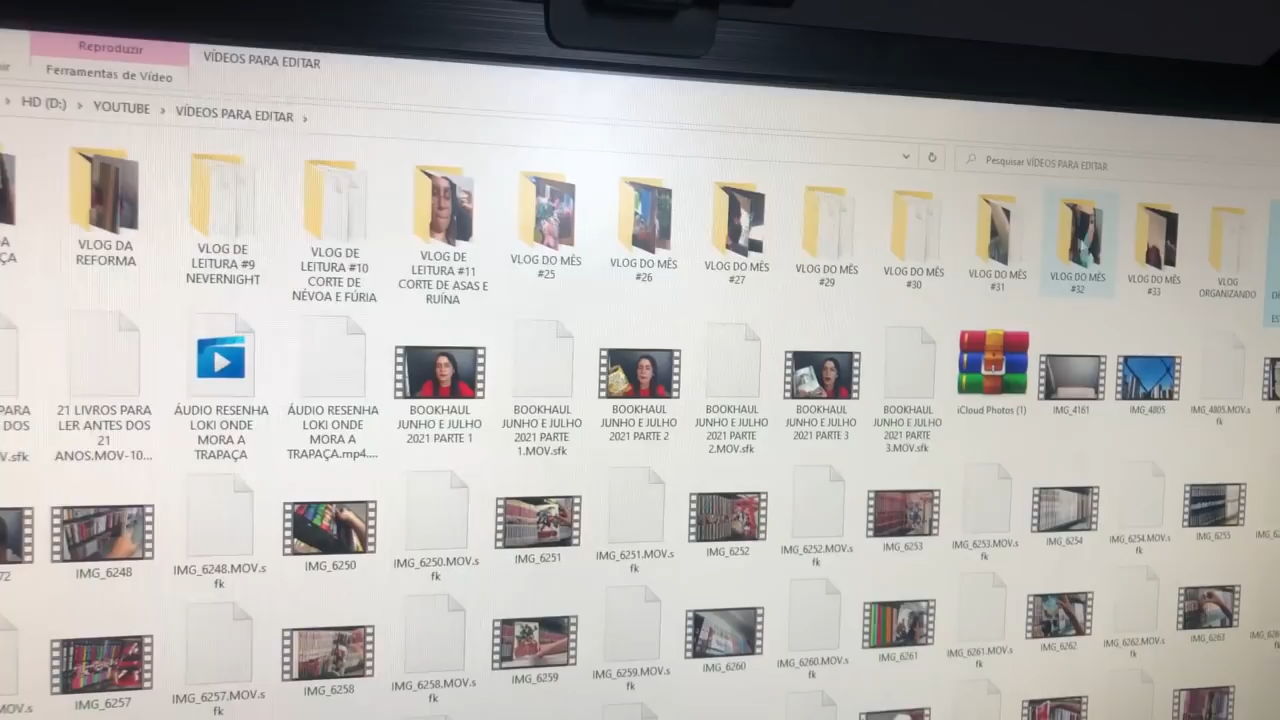 Reproduzir
Ferramentas de Vídeo
VÍDEOS PARA EDITAR
HD (D:) > YOUTUBE > VÍDEOS PARA EDITAR >
Pesquisar VÍDEOS PARA EDITAR
VLOG DA
REFORMA
VLOG DE
LEITURA #9
NEVERNIGHT
VLOG DE
LEITURA #10
CORTE DE
NÉVOA E FÚRIA
VLOG DE
LEITURA #11
CORTE DE ASAS E
RUÍNA
VLOG DO MÊS
#25
VLOG DO MÊS
#26
VLOG DO MÊS
#27
VLOG DO MÊS
#29
VLOG DO MÊS
#30
VLOG DO MÊS
#31
VLOG DO MÊS
#32
VLOG DO MÊS
#33
VLOG
ORGANIZANDO
PARA
DOS
V.sfk
21 LIVROS PARA
LER ANTES DOS
21
ANOS.MOV-10...
ÁUDIO RESENHA
LOKI ONDE
MORA A
TRAPAÇA
ÁUDIO RESENHA
LOKI ONDE
MORA A
TRAPAÇA.mp4....
BOOKHAUL
JUNHO E JULHO
2021 PARTE 1
BOOKHAUL
JUNHO E JULHO
2021 PARTE
1.MOV.sfk
BOOKHAUL
JUNHO E JULHO
2021 PARTE 2
BOOKHAUL
JUNHO E JULHO
2021 PARTE
2.MOV.sfk
BOOKHAUL
JUNHO E JULHO
2021 PARTE 3
BOOKHAUL
JUNHO E JULHO
2021 PARTE
3.MOV.sfk
iCloud Photos (1)
IMG_4161
IMG_4805
IMG_4805.MOV.s
fk
72
IMG_6248
IMG_6248.MOV.s
fk
IMG_6250
IMG_6250.MOV.s
fk
IMG_6251
IMG_6251.MOV.s
fk
IMG_6252
IMG_6252.MOV.s
fk
IMG_6253
IMG_6253.MOV.s
fk
IMG_6254
IMG_6254.MOV.s
fk
IMG_6255
IMG_6257
IMG_6257.MOV.s
fk
IMG_6258
IMG_6258.MOV.s
fk
IMG_6259
IMG_6259.MOV.s
fk
IMG_6260
IMG_6260.MOV.s
fk
IMG_6261
IMG_6261.MOV.s
fk
IMG_6262
IMG_6262.MOV.s
fk
IMG_6263